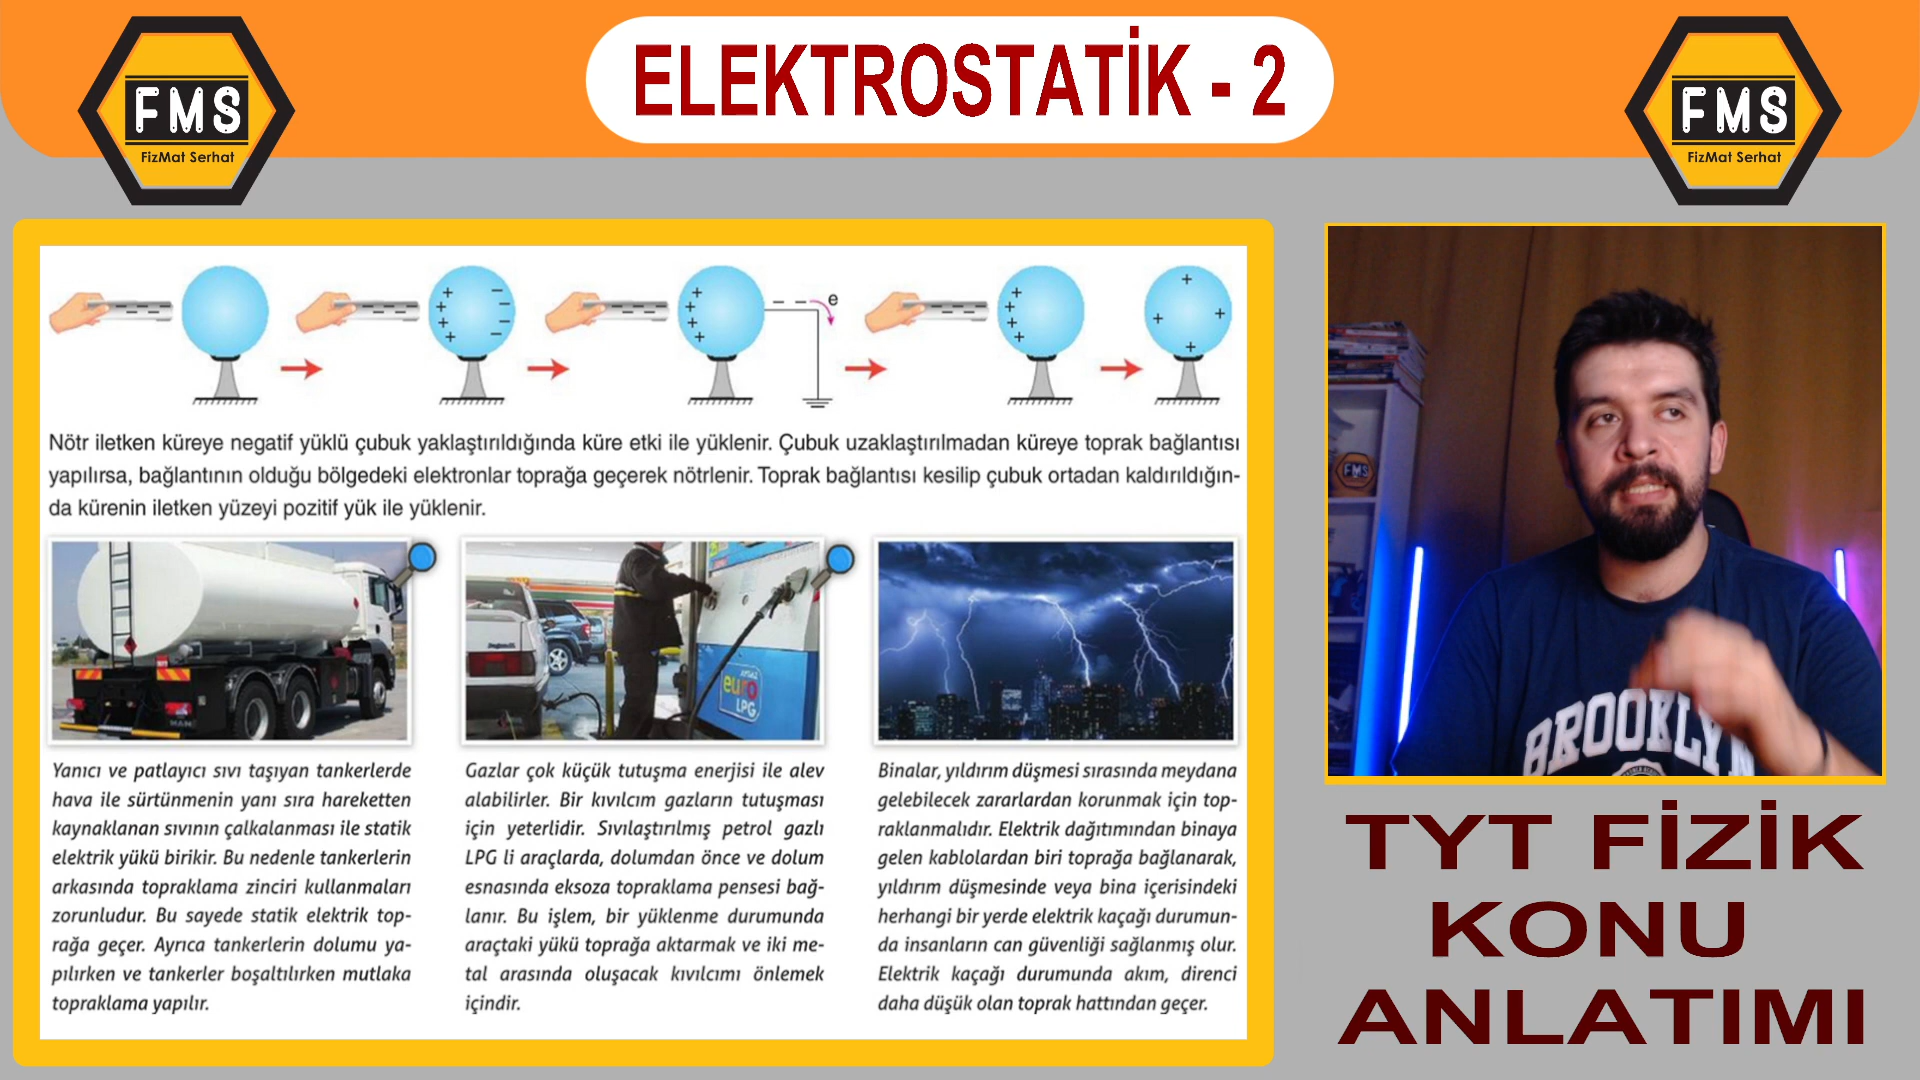 ELEKTROSTATİK - 2
FMS
FizMat Serhat
FMS
FizMat Serhat
e
Nötr iletken küreye negatif yüklü çubuk yaklaştırıldığında küre etki ile yüklenir. Çubuk uzaklaştırılmadan küreye toprak bağlantısı
yapılırsa, bağlantının olduğu bölgedeki elektronlar toprağa geçerek nötrlenir. Toprak bağlantısı kesilip çubuk ortadan kaldırıldığın-
da kürenin iletken yüzeyi pozitif yük ile yüklenir.
MAN
euro
LPG
Yanıcı ve patlayıcı sıvı taşıyan tankerlerde
hava ile sürtünmenin yanı sıra hareketten
kaynaklanan sıvının çalkalanması ile statik
elektrik yükü birikir. Bu nedenle tankerlerin
arkasında topraklama zinciri kullanmaları
zorunludur. Bu sayede statik elektrik top-
rağa geçer. Ayrıca tankerlerin dolumu ya-
pılırken ve tankerler boşaltılırken mutlaka
topraklama yapılır.
Gazlar çok küçük tutuşma enerjisi ile alev
alabilirler. Bir kıvılcım gazların tutuşması
için yeterlidir. Sıvılaştırılmış petrol gazlı
LPG li araçlarda, dolumdan önce ve dolum
esnasında eksoza topraklama pensesi bağ-
lanır. Bu işlem, bir yüklenme durumunda
araçtaki yükü toprağa aktarmak ve iki me-
tal arasında oluşacak kıvılcımı önlemek
içindir.
Binalar, yıldırım düşmesi sırasında meydana
gelebilecek zararlardan korunmak için top-
raklanmalıdır. Elektrik dağıtımından binaya
gelen kablolardan biri toprağa bağlanarak,
yıldırım düşmesinde veya bina içerisindeki
herhangi bir yerde elektrik kaçağı durumun-
da insanların can güvenliği sağlanmış olur.
Elektrik kaçağı durumunda akım, direnci
daha düşük olan toprak hattından geçer.
FMS
BROOKLYN
TYT FİZİK
KONU
ANLATIMI